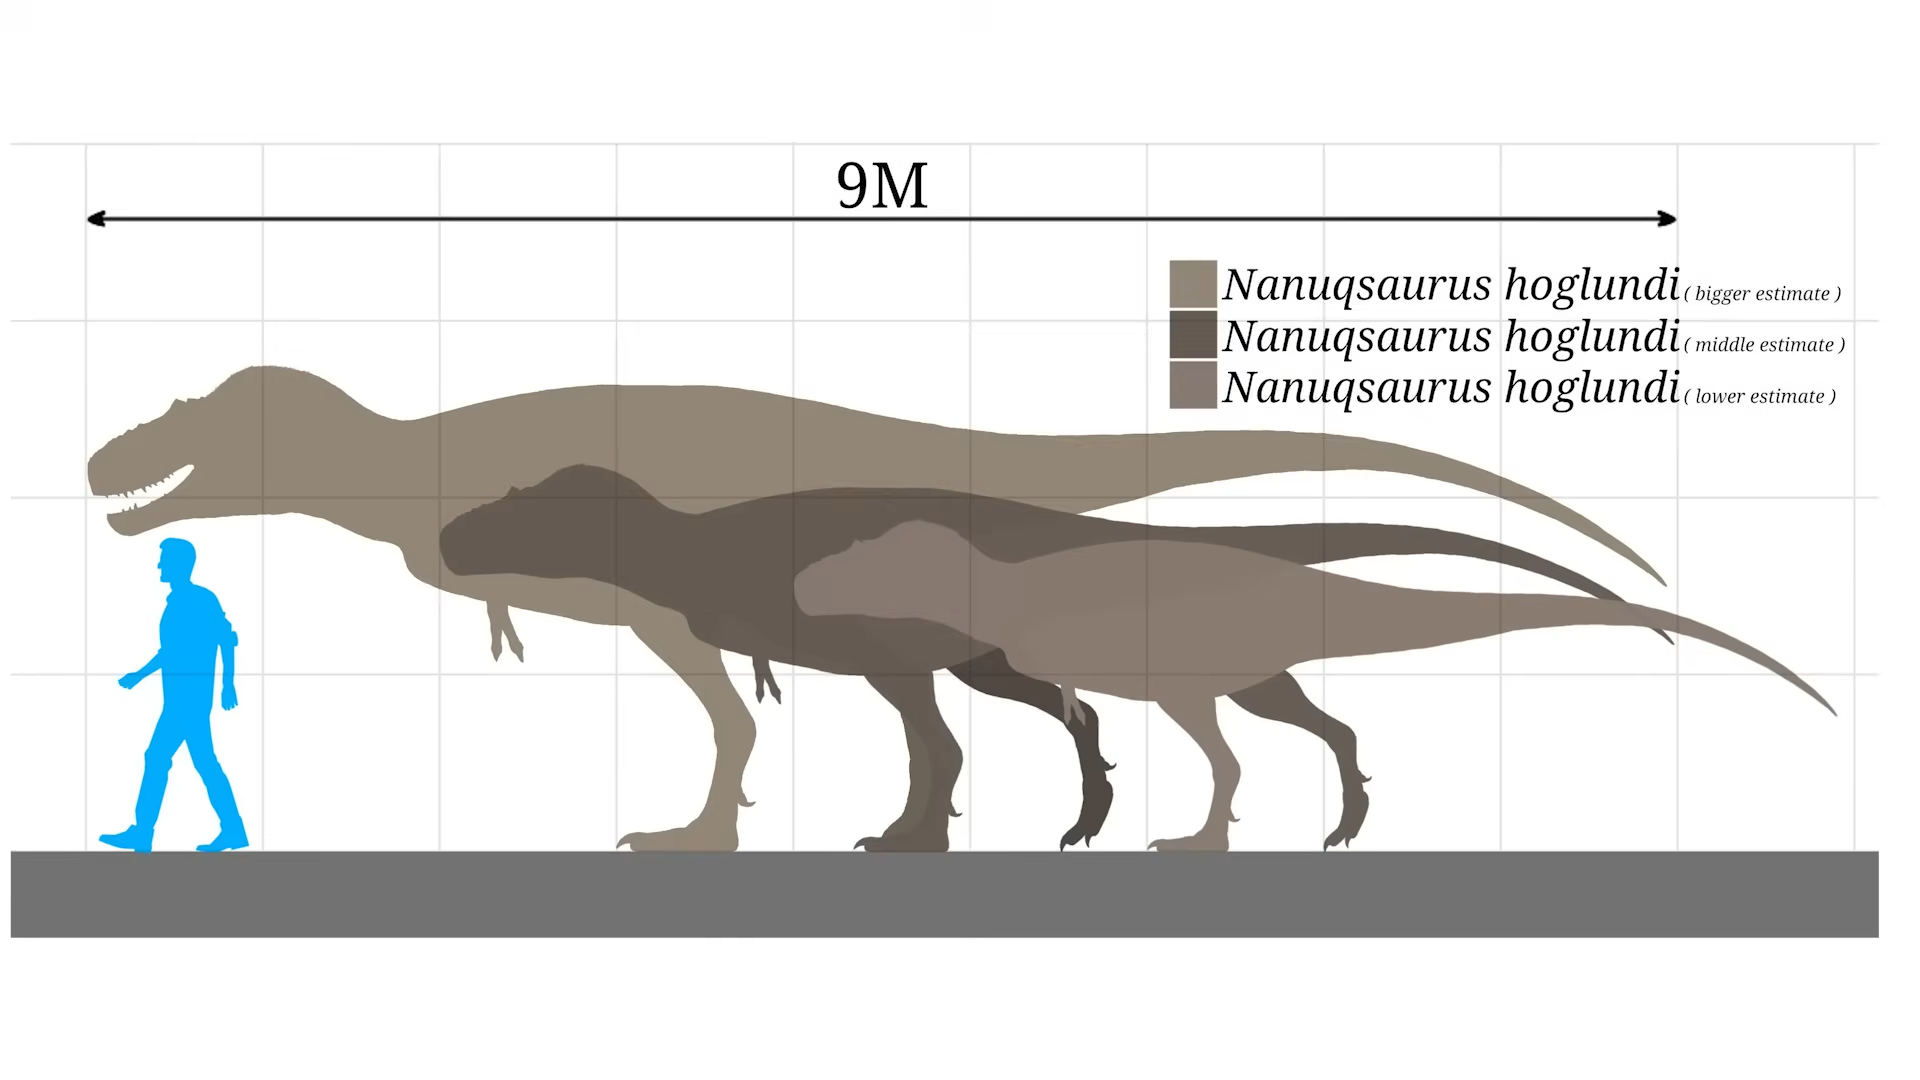 9M
Nanuqsaurus hoglundi ( bigger estimate )
Nanuqsaurus hoglundi ( middle estimate )
Nanuqsaurus hoglundi ( lower estimate )